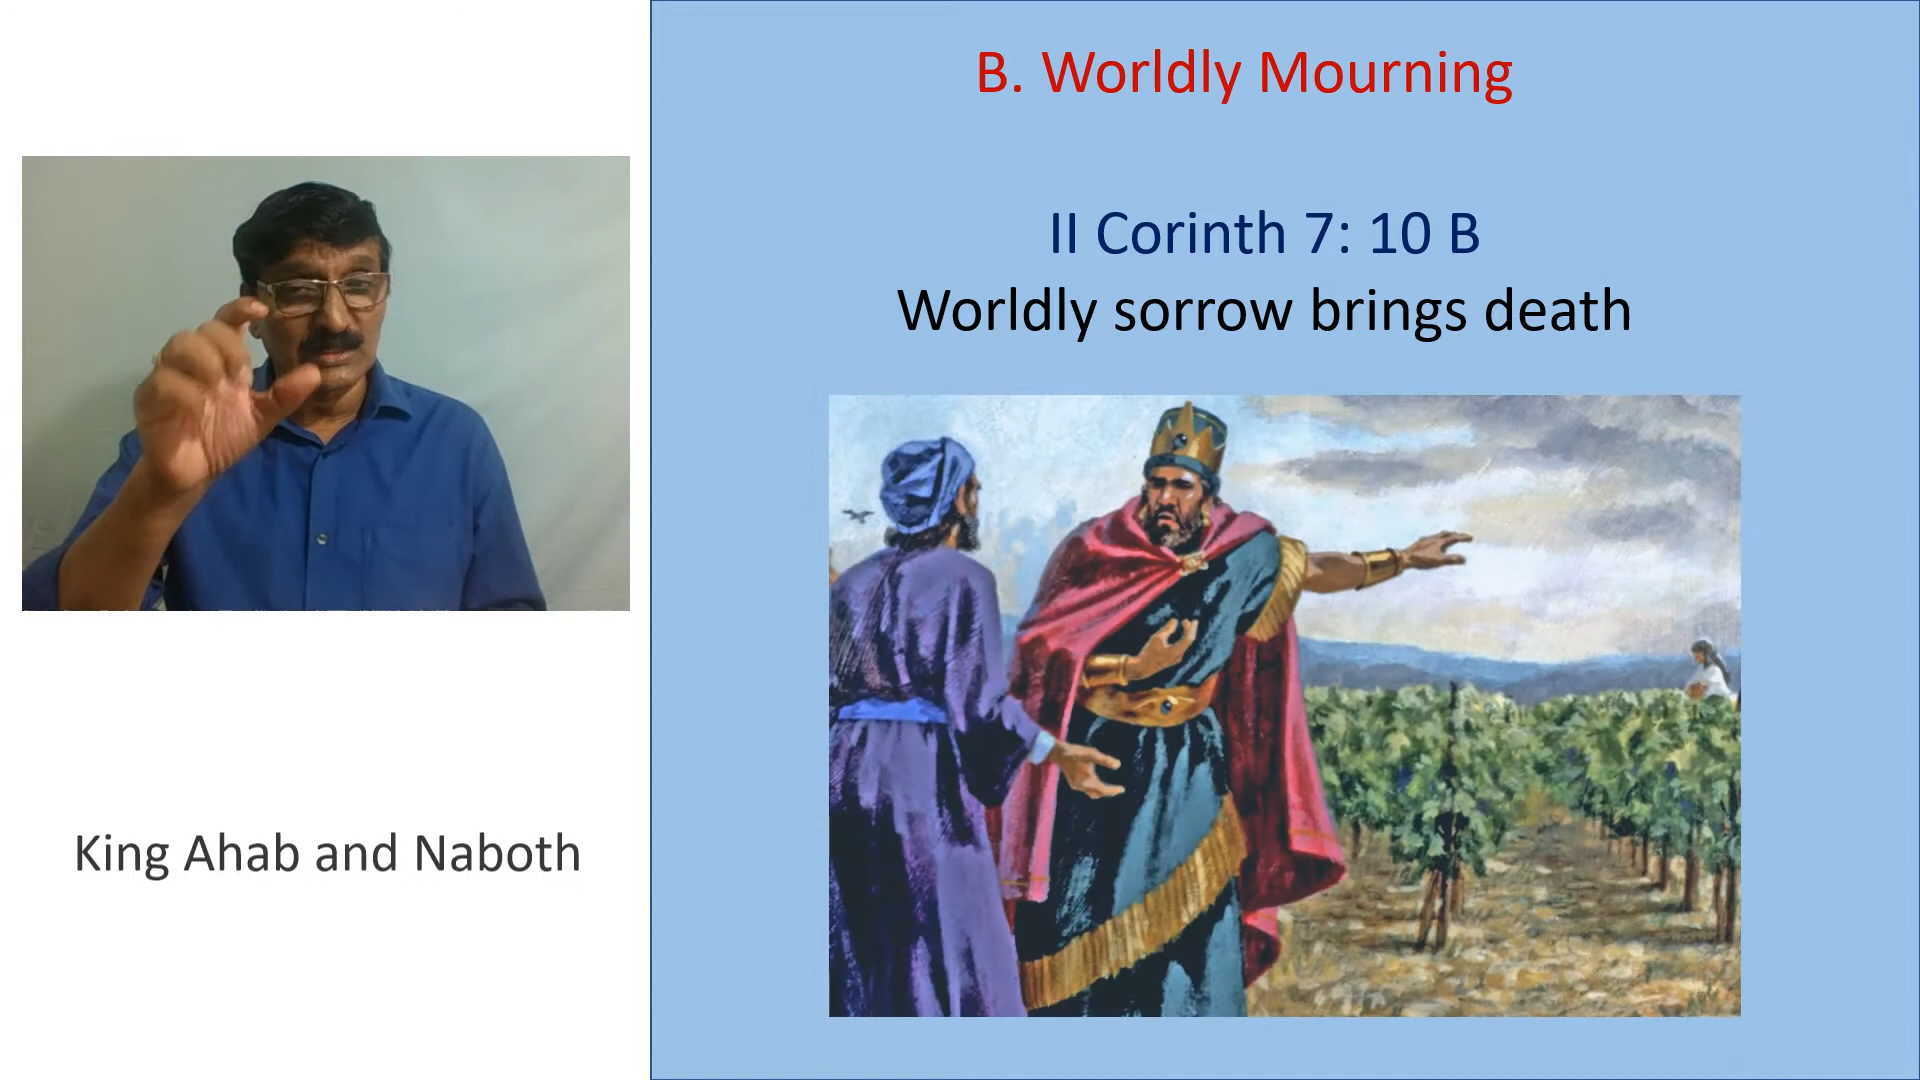 B. Worldly Mourning
II Corinth 7: 10 B
Worldly sorrow brings death
King Ahab and Naboth